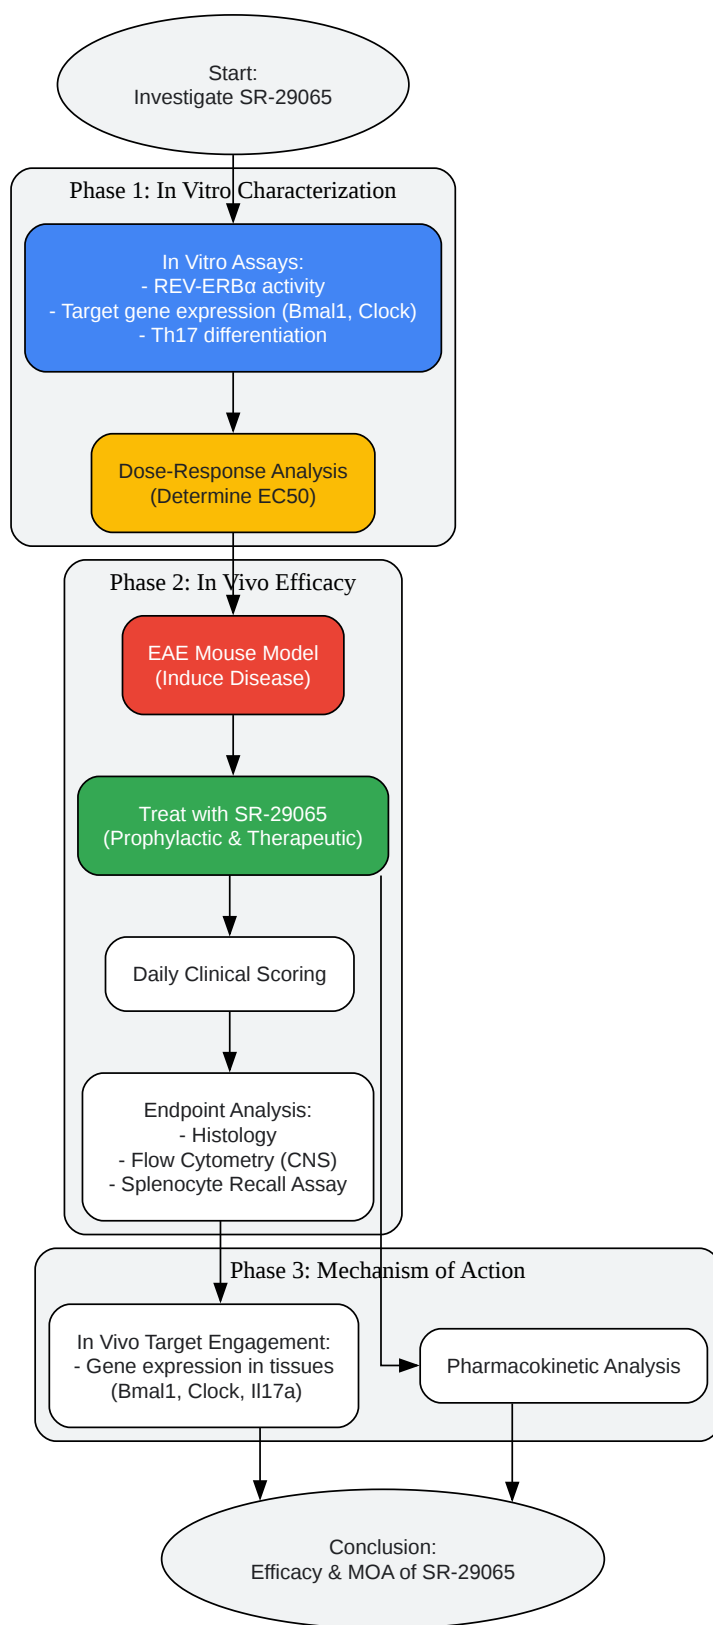 Start:
Investigate SR-29065
Phase 1: In Vitro Characterization
In Vitro Assays:
- REV-ERBα activity
- Target gene expression (Bmal1, Clock)
- Th17 differentiation
Dose-Response Analysis
(Determine EC50)
Phase 2: In Vivo Efficacy
EAE Mouse Model
(Induce Disease)
Treat with SR-29065
(Prophylactic & Therapeutic)
Daily Clinical Scoring
Endpoint Analysis:
- Histology
- Flow Cytometry (CNS)
- Splenocyte Recall Assay
Phase 3: Mechanism of Action
In Vivo Target Engagement:
- Gene expression in tissues
(Bmal1, Clock, Il17a)
Pharmacokinetic Analysis
Conclusion:
Efficacy & MOA of SR-29065